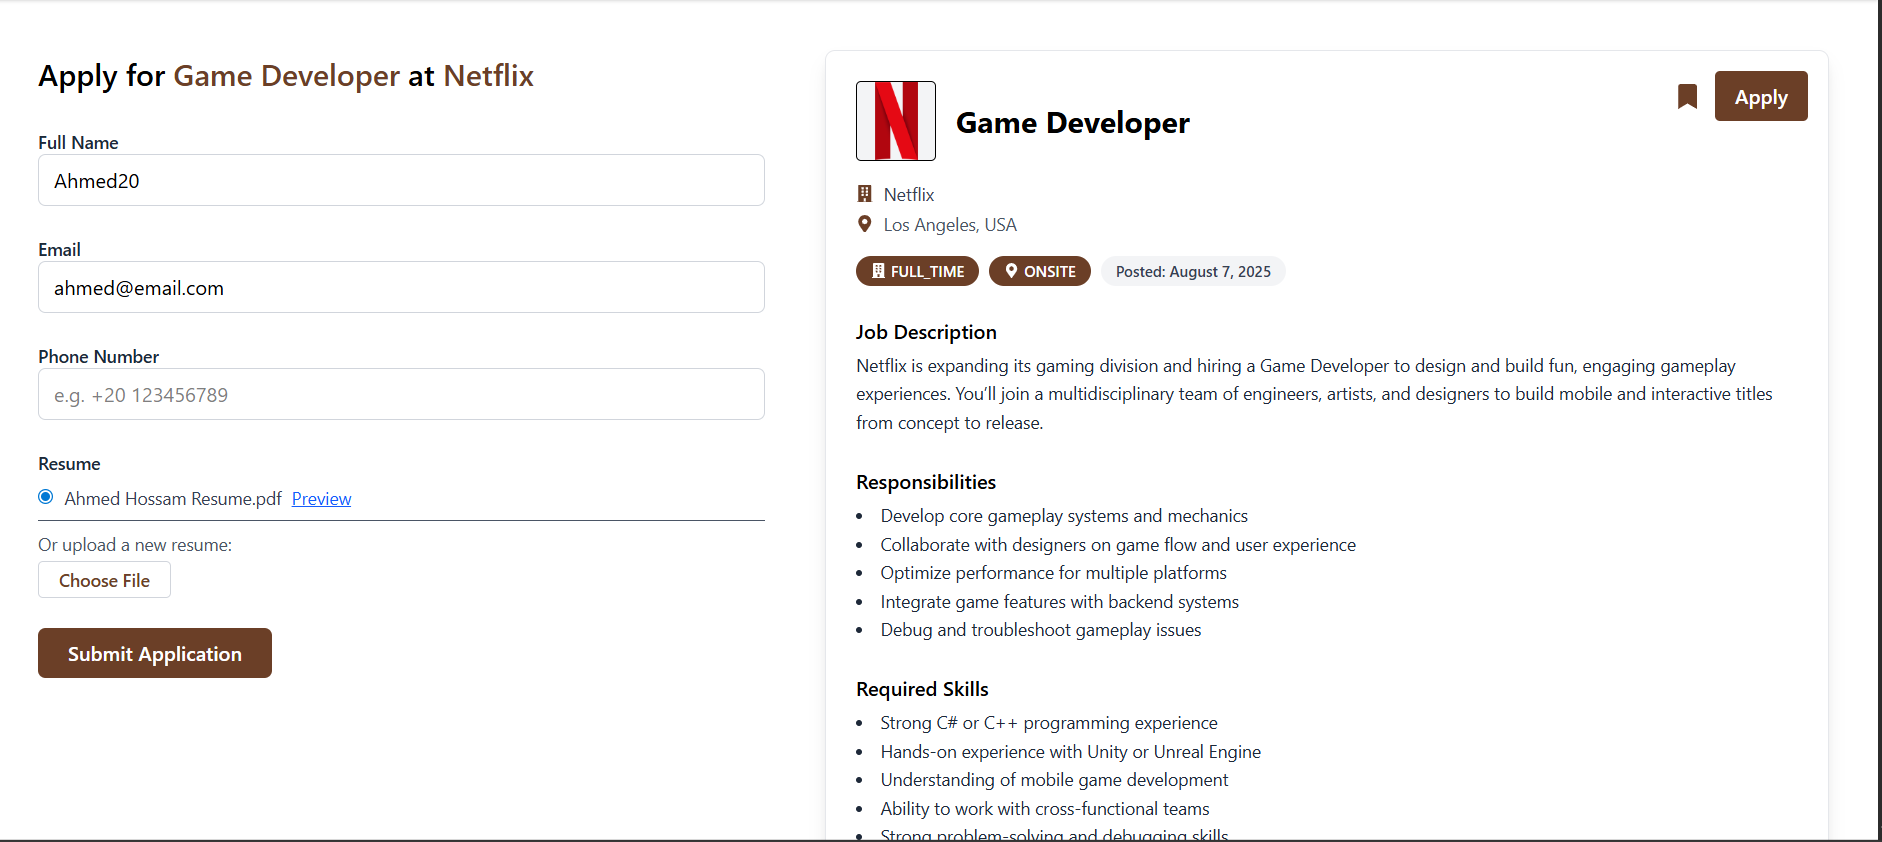 Apply for Game Developer at Netflix
Full Name
Ahmed20
Email
ahmed@email.com
Phone Number
e.g. +20 123456789
Resume
Ahmed Hossam Resume.pdf Preview
Or upload a new resume:
Choose File
Submit Application
N
Game Developer
Apply
Netflix
Los Angeles, USA
FULL_TIME ONSITE Posted: August 7, 2025
Job Description
Netflix is expanding its gaming division and hiring a Game Developer to design and build fun, engaging gameplay
experiences. You’ll join a multidisciplinary team of engineers, artists, and designers to build mobile and interactive titles
from concept to release.
Responsibilities
• Develop core gameplay systems and mechanics
• Collaborate with designers on game flow and user experience
• Optimize performance for multiple platforms
• Integrate game features with backend systems
• Debug and troubleshoot gameplay issues
Required Skills
• Strong C# or C++ programming experience
• Hands-on experience with Unity or Unreal Engine
• Understanding of mobile game development
• Ability to work with cross-functional teams
• Strong problem-solving and debugging skills